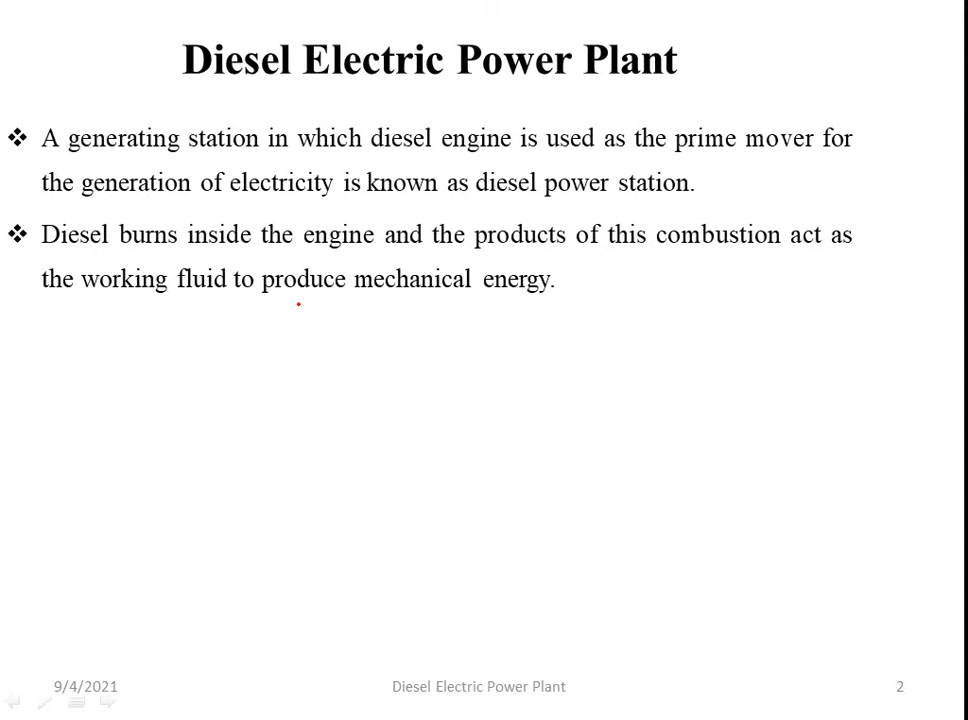 Diesel Electric Power Plant
❖ A generating station in which diesel engine is used as the prime mover for
the generation of electricity is known as diesel power station.
❖ Diesel burns inside the engine and the products of this combustion act as
the working fluid to produce mechanical energy.
9/4/2021 Diesel Electric Power Plant 2